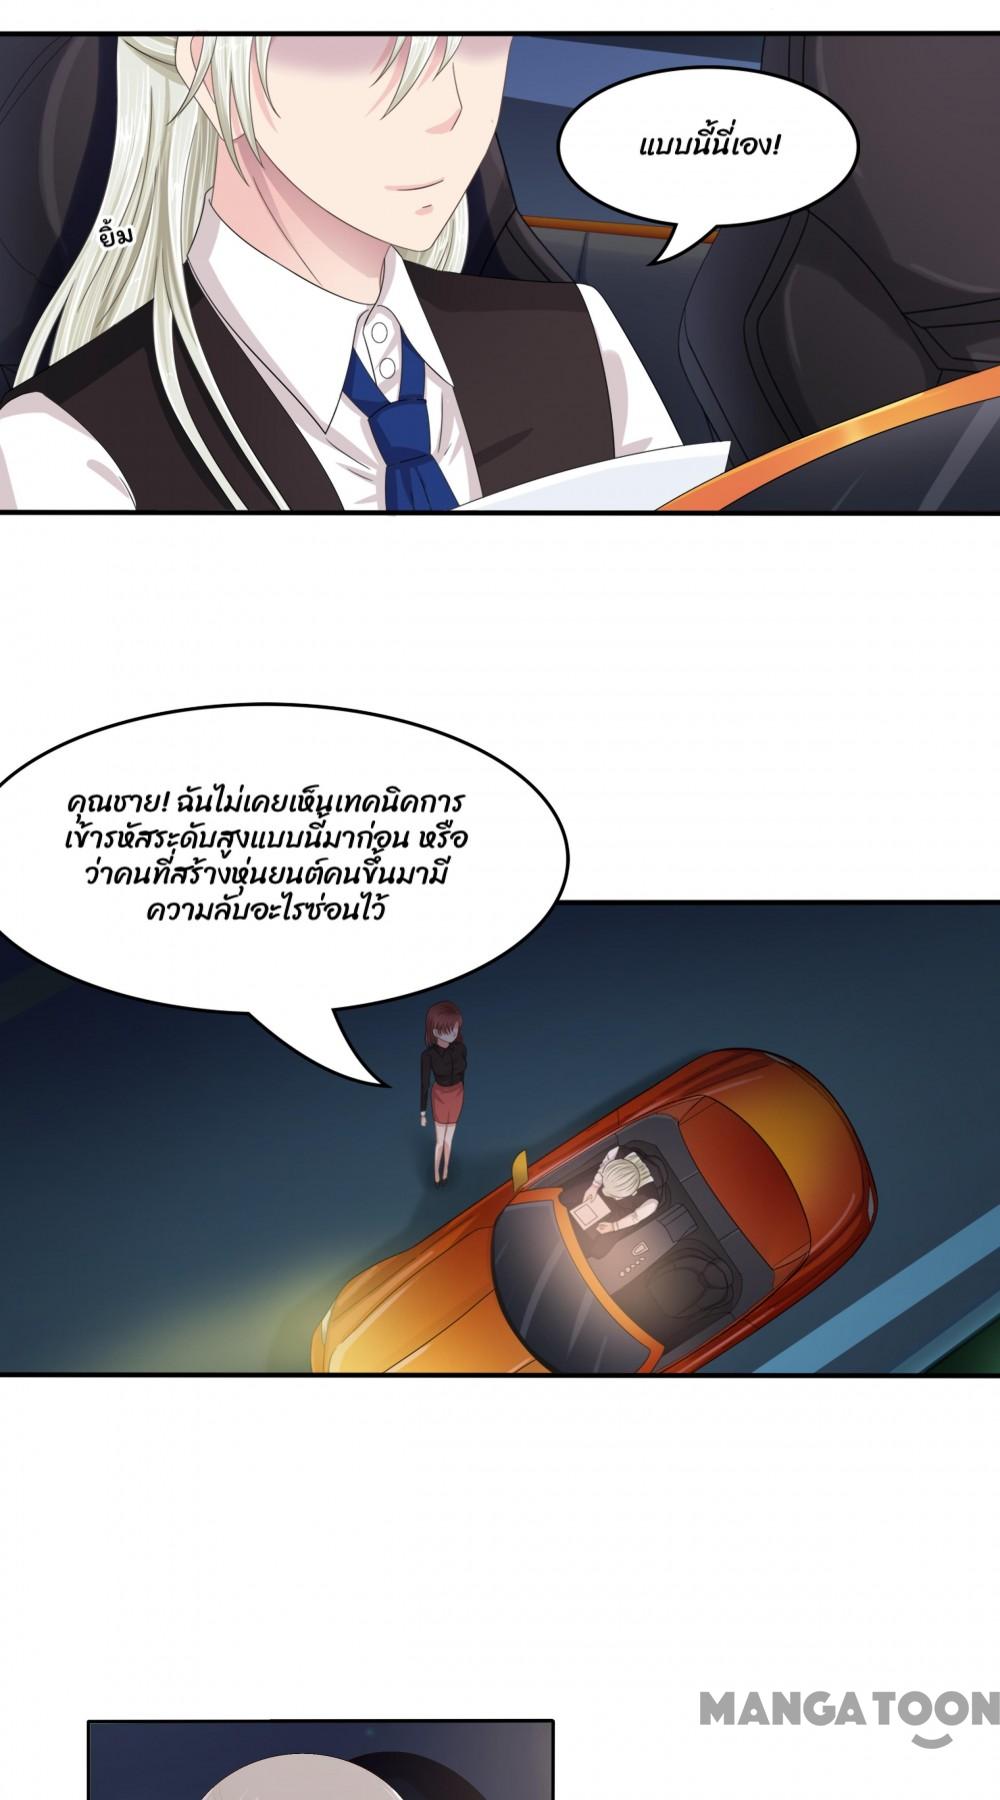 แบบนี้นี่เอง!
ยิ้ม
คุณชาย! ฉันไม่เคยเห็นเทคนิคการ
เข้ารหัสระดับสูงแบบนี้มาก่อน หรือ
ว่าคนที่สร้างหุ่นยนต์คนขึ้นมามี
ความลับอะไรซ่อนไว้
MANGATOON